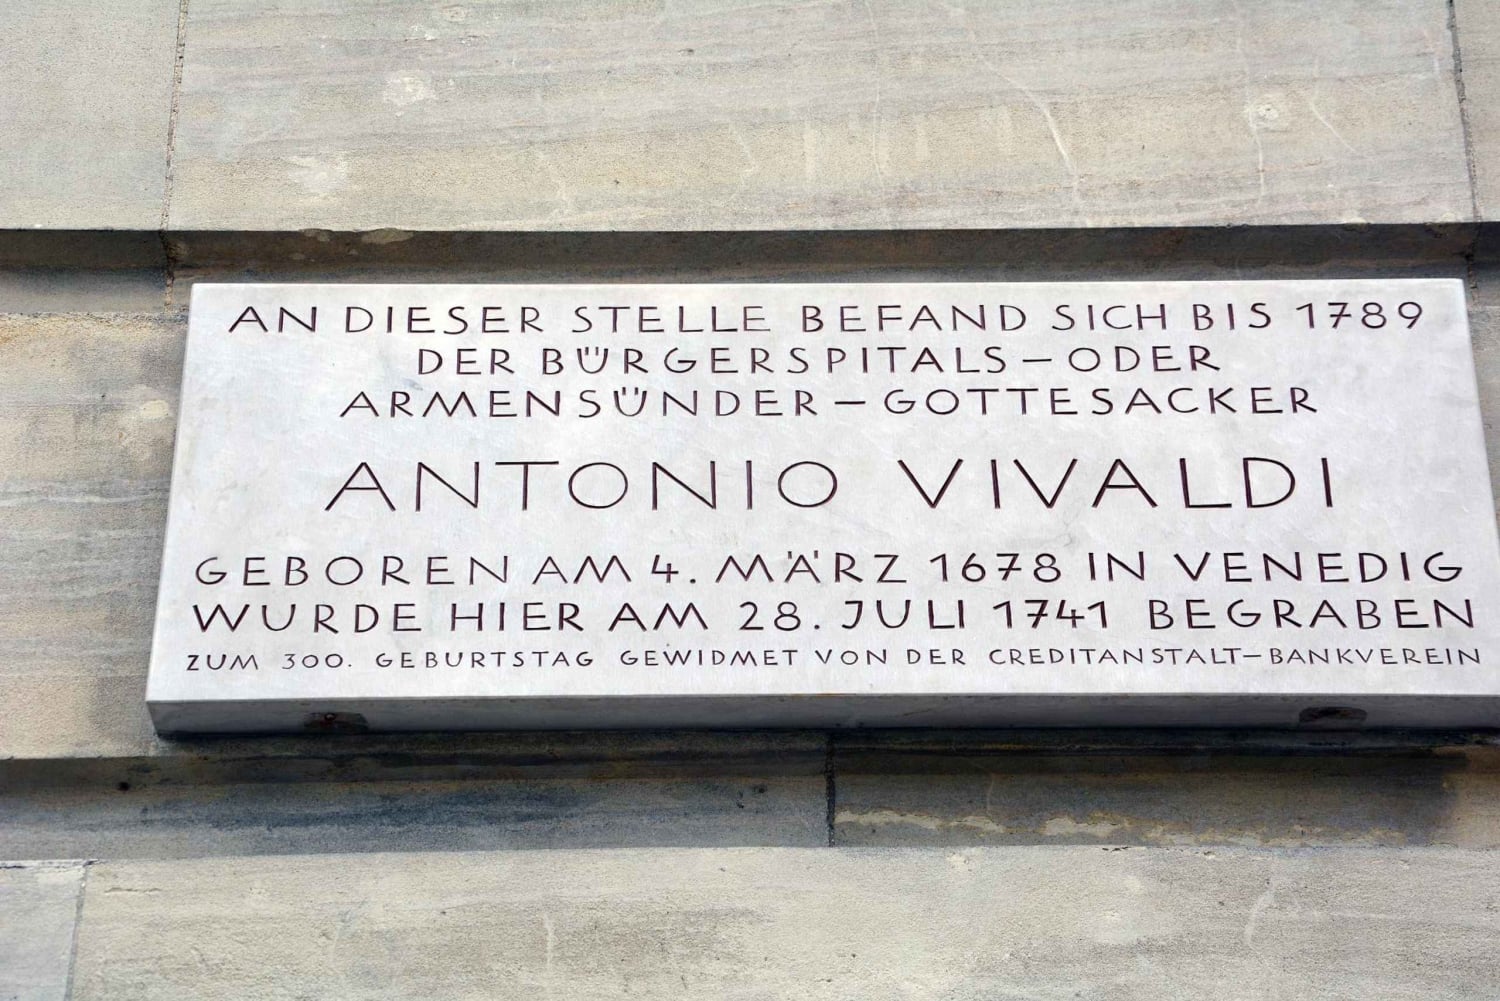 AN DIESER STELLE BEFAND SICH BIS 1789
DER BÜRGERSPITALS – ODER
ARMENSÜNDER – GOTTESACKER
ANTONIO VIVALDI
GEBOREN AM 4. MÄRZ 1678 IN VENEDIG
WURDE HIER AM 28. JULI 1741 BEGRABEN
ZUM 300. GEBURTSTAG GEWIDMET VON DER CREDITANSTALT–BANKVEREIN